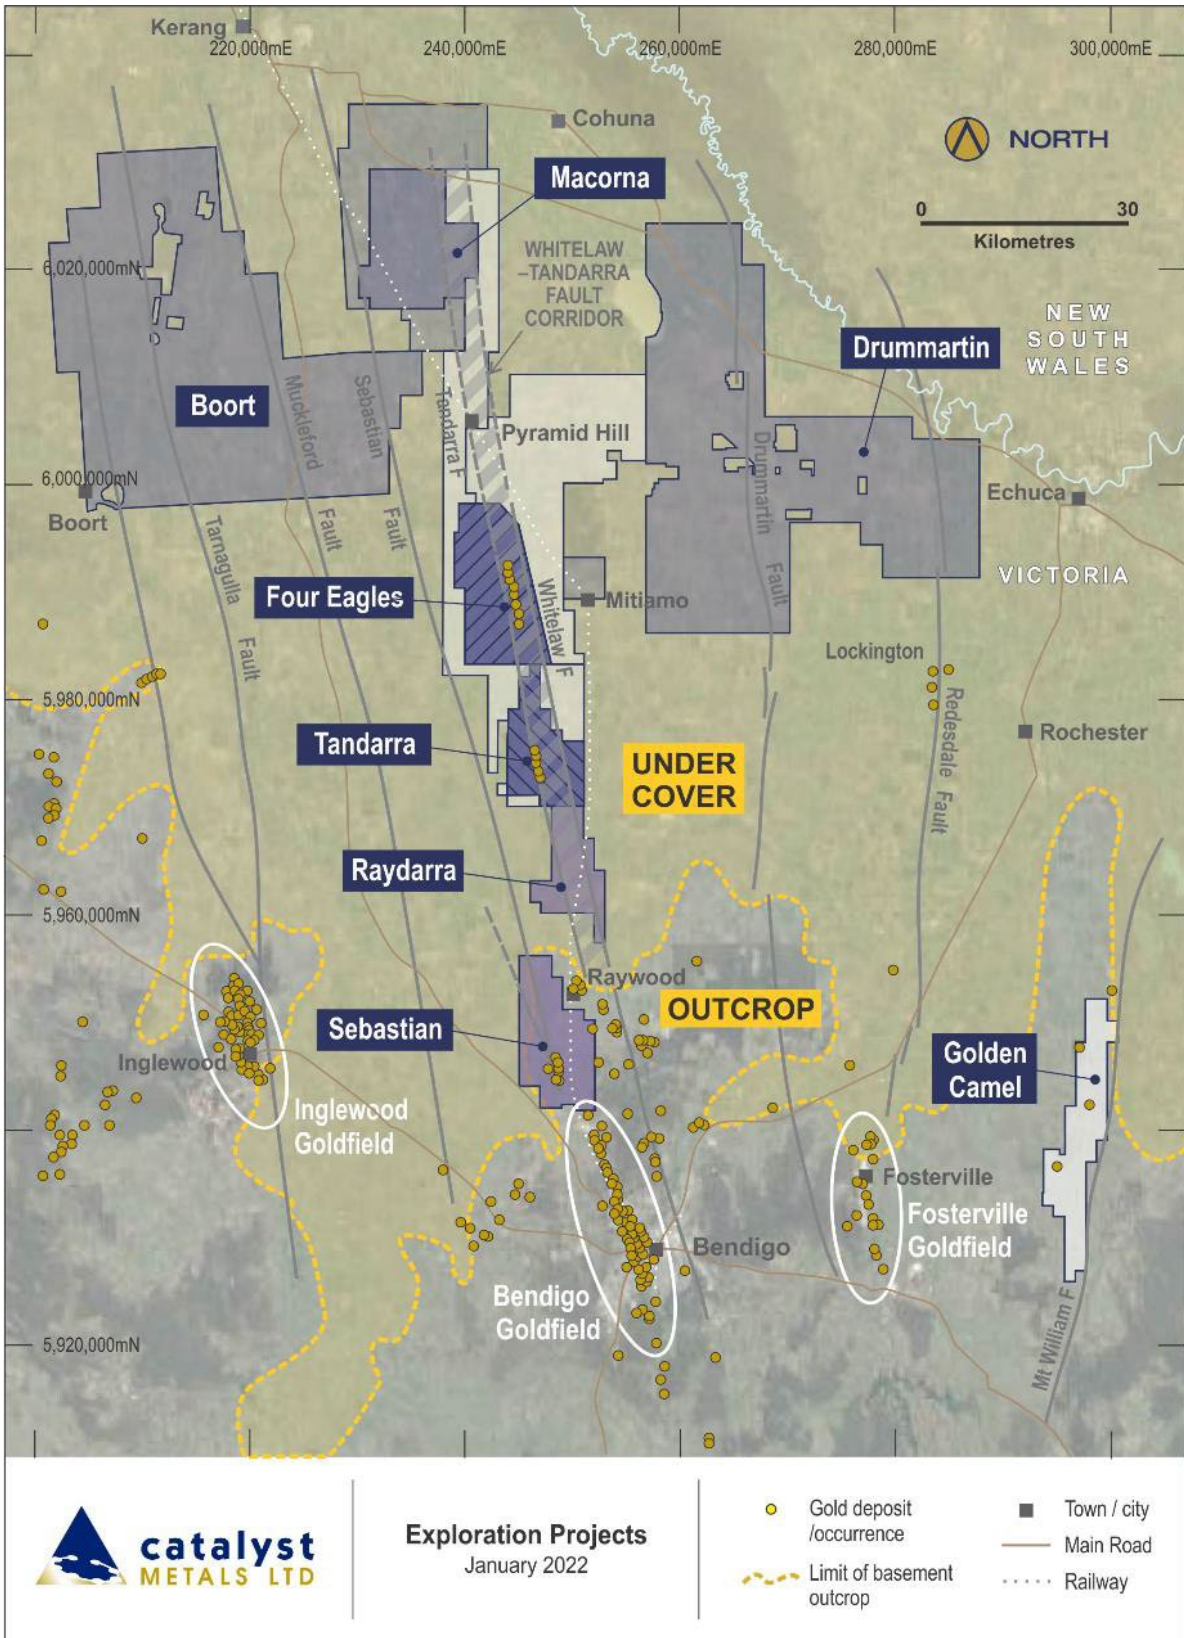 Kerang
220,000mE
240,000mE
260,000mE
280,000mE
300,000mE
Cohuna
NORTH
Macorna
0
30
Kilometres
WHITELAW
–TANDARRA
FAULT
CORRIDOR
6,020,000mN
NEW
SOUTH
WALES
Drummartin
Boort
Muckleford
Fault
Sebastian
Fault
Tandarra F
Pyramid Hill
Drummartin
Fault
6,000,000mN
Echuca
Boort
Tarnagulla
Fault
VICTORIA
Four Eagles
Whitelaw F
Mitiamo
Lockington
5,980,000mN
Redesdale
Fault
Tandarra
Rochester
UNDER
COVER
Raydarra
5,960,000mN
Raywood
OUTCROP
Sebastian
Inglewood
Golden
Camel
Inglewood
Goldfield
Fosterville
Fosterville
Goldfield
Bendigo
Bendigo
Goldfield
Mt William F
5,920,000mN
catalyst
METALS LTD
Exploration Projects
January 2022
Gold deposit
/occurrence
Limit of basement
outcrop
Town / city
Main Road
Railway